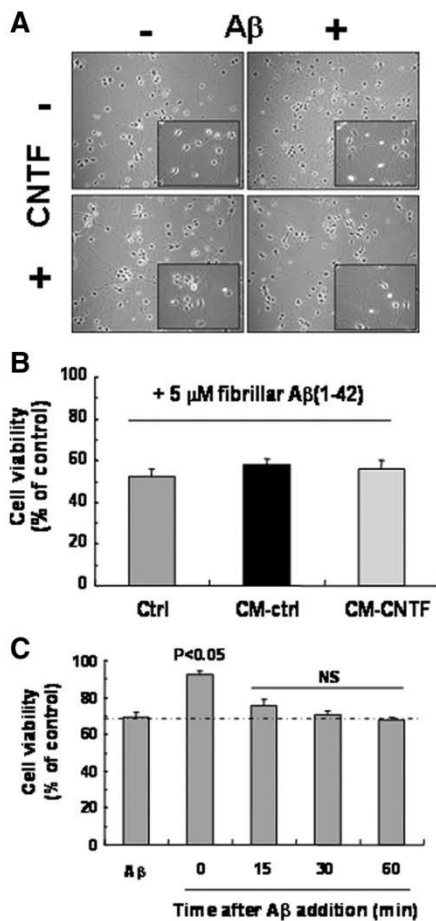 A
- Aβ +
CNTF
-
+
B
+ 5 μM fibrillar Aβ(1-42)
Cell viability
(% of control)
100
80
60
40
20
0
Ctrl CM-ctrl CM-CNTF
C
P<0.05
NS
Cell viability
(% of control)
100
80
60
40
20
0
Aβ 0 15 30 60
Time after Aβ addition (min)